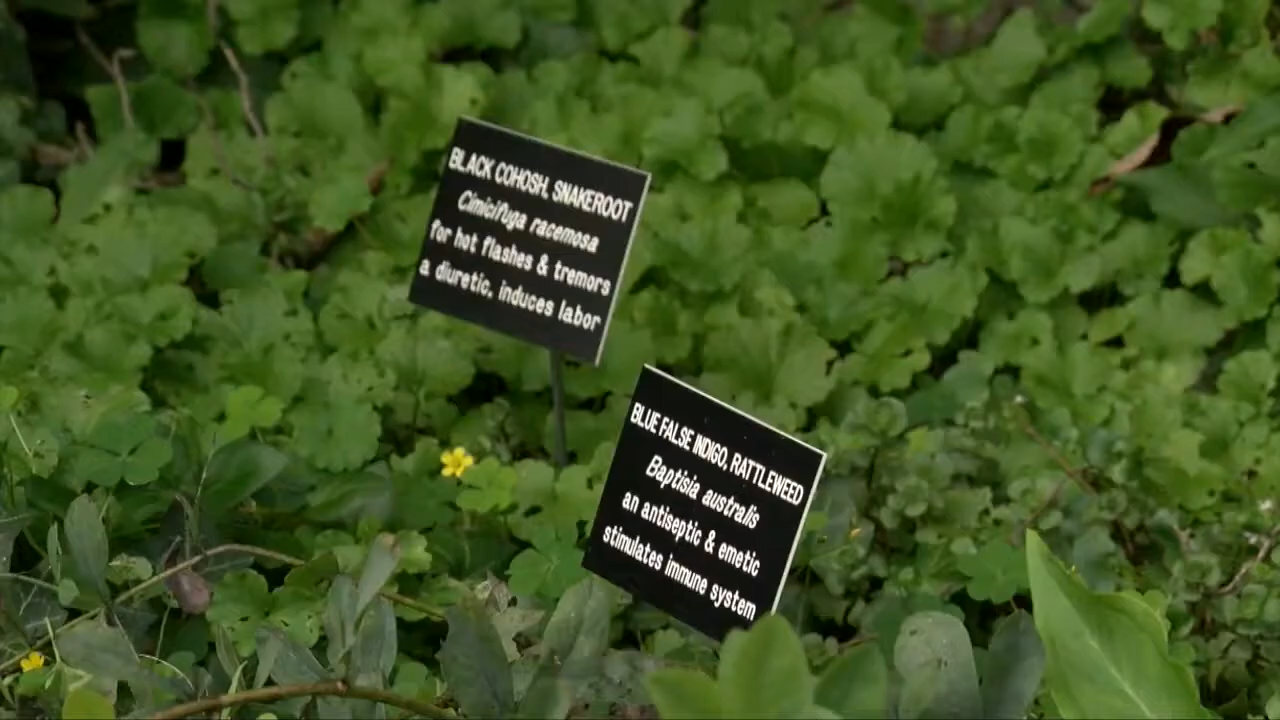 BLACK COHOSH, SNAKEROOT
Cimicifuga racemosa
for hot flashes & tremors
a diuretic, induces labor
BLUE FALSE INDIGO, RATTLEWEED
Baptisia australis
an antiseptic & emetic
stimulates immune system